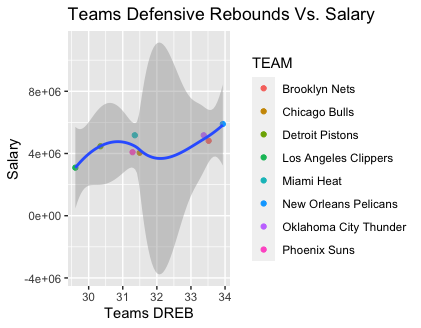 Teams Defensive Rebounds Vs. Salary
8e+06
4e+06
0e+00
-4e+06
Salary
30 31 32 33 34
Teams DREB
TEAM
Brooklyn Nets
Chicago Bulls
Detroit Pistons
Los Angeles Clippers
Miami Heat
New Orleans Pelicans
Oklahoma City Thunder
Phoenix Suns